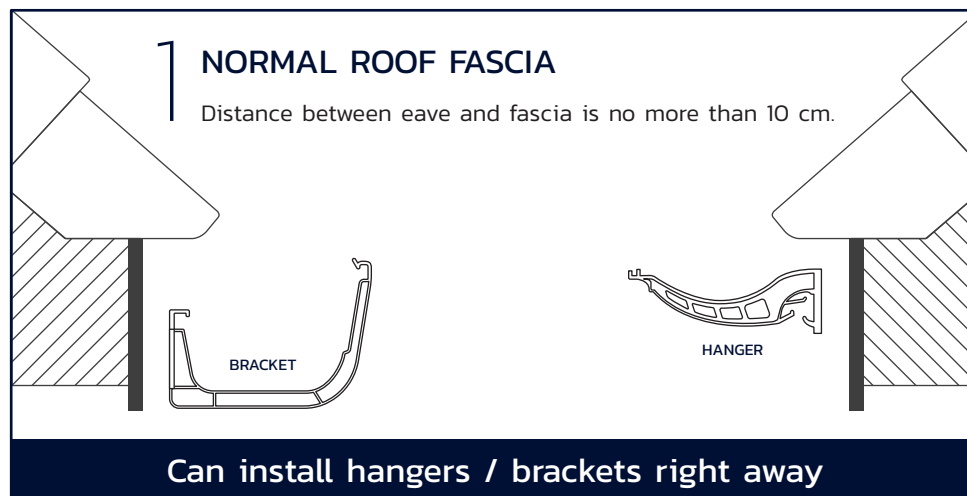 1
NORMAL ROOF FASCIA
Distance between eave and fascia is no more than 10 cm.
BRACKET
HANGER
Can install hangers / brackets right away